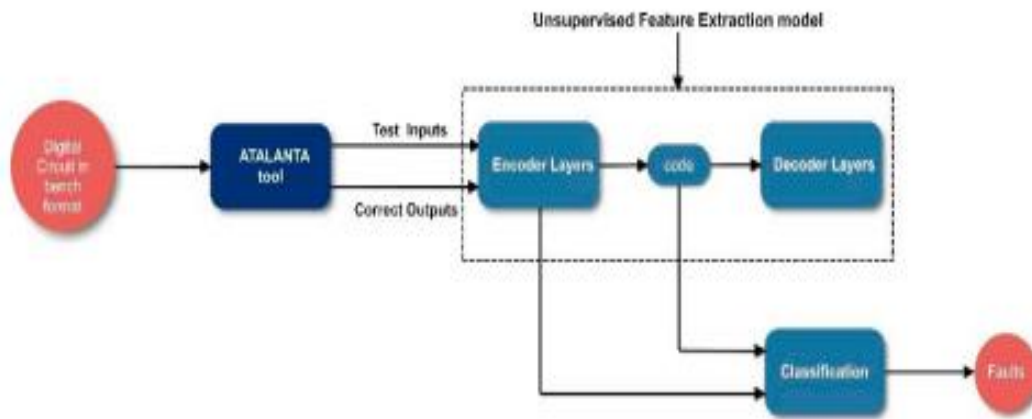 Unsupervised Feature Extraction model
Digital
Circuit in
bench
format
ATALANTA
tool
Test Inputs
Correct Outputs
Encoder Layers
code
Decoder Layers
Classification
Faults